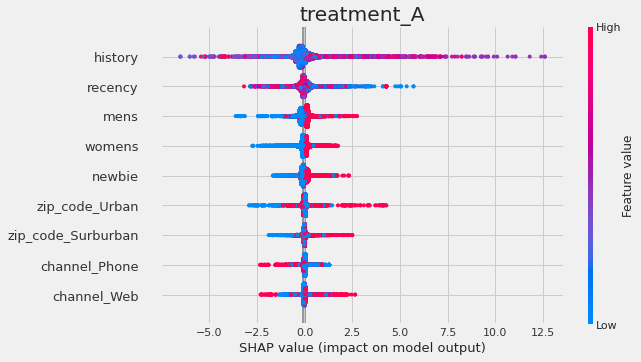 treatment_A
High
history
recency
mens
womens
newbie
zip_code_Urban
zip_code_Surburban
channel_Phone
channel_Web
Feature value
Low
−5.0 −2.5 0.0 2.5 5.0 7.5 10.0 12.5
SHAP value (impact on model output)